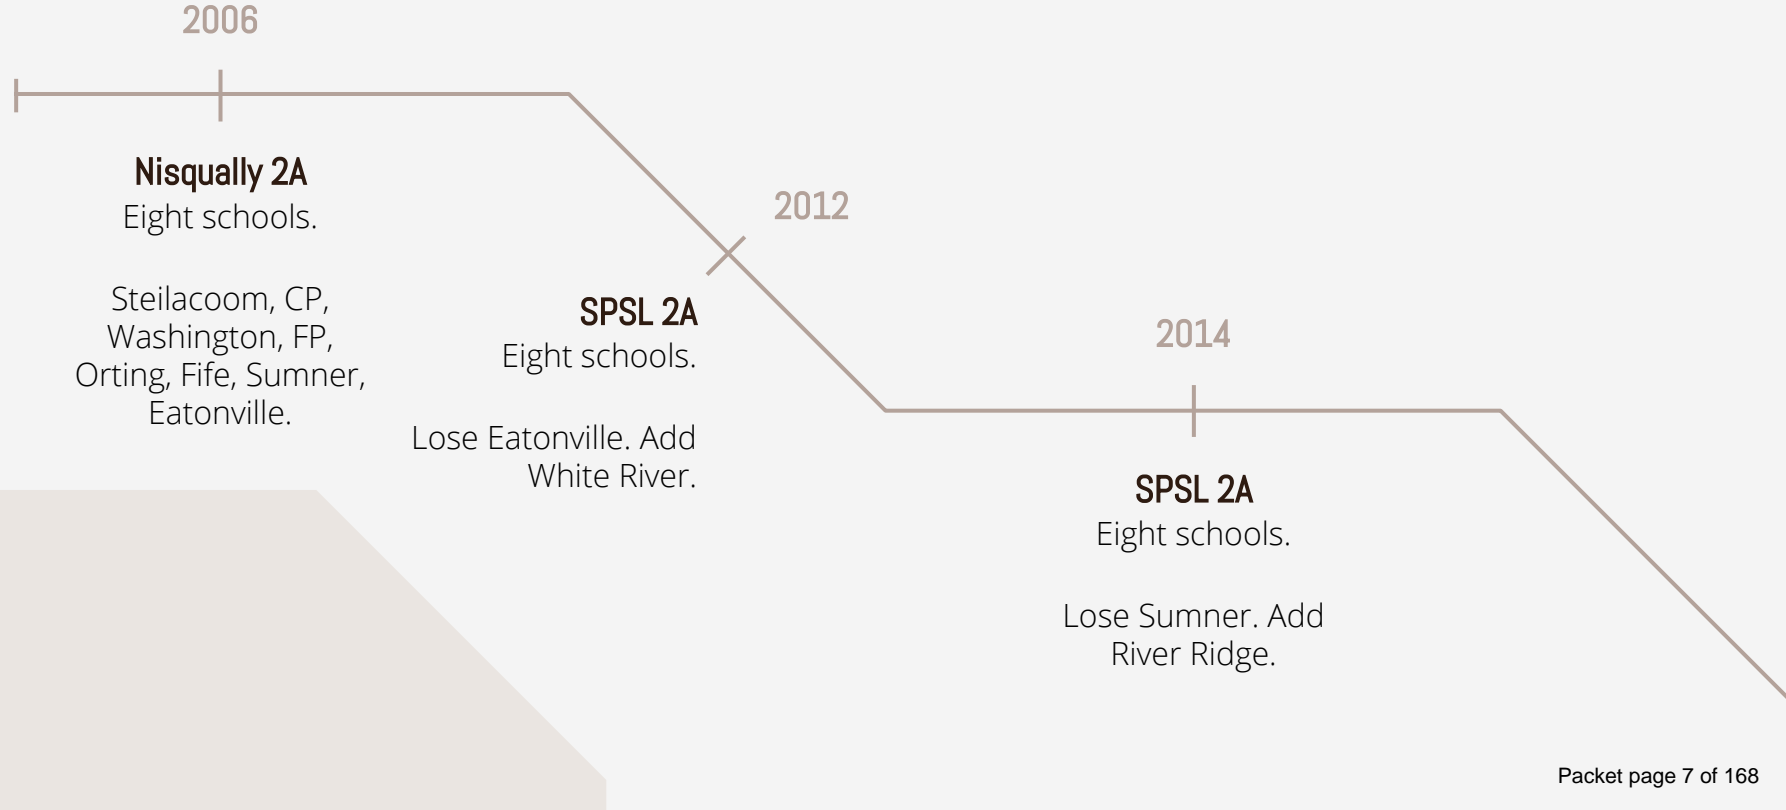 2006
Nisqually 2A
Eight schools.
Steilacoom, CP,
Washington, FP,
Orting, Fife, Sumner,
Eatonville.
2012
SPSL 2A
Eight schools.
Lose Eatonville. Add
White River.
2014
SPSL 2A
Eight schools.
Lose Sumner. Add
River Ridge.
Packet page 7 of 168